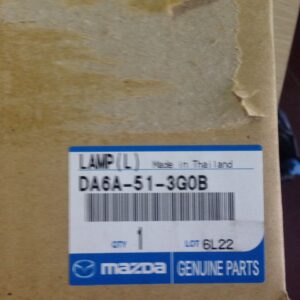 LAMP(L) Made in Thailand
DA6A-51-3G0B
QTY 1 LOT 6L22
mazda GENUINE PARTS